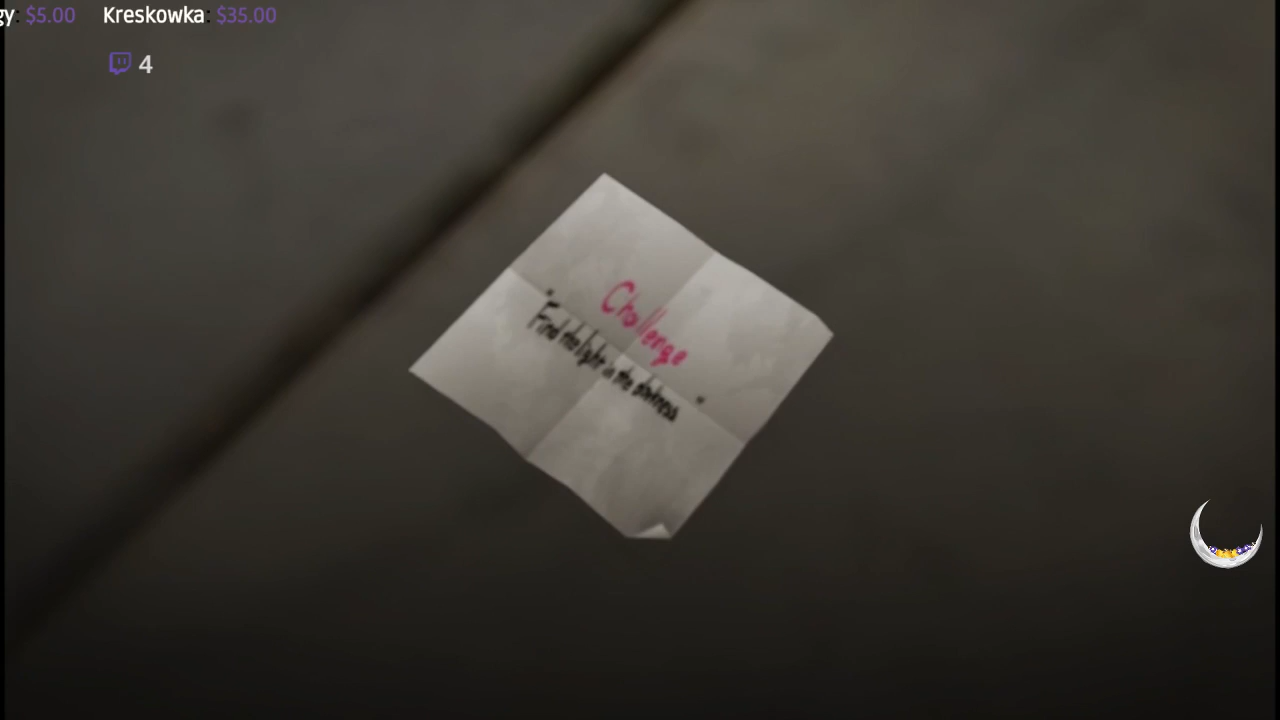 gy: $5.00 Kreskowka: $35.00
4
Challenge
"Find the light in the darkness"